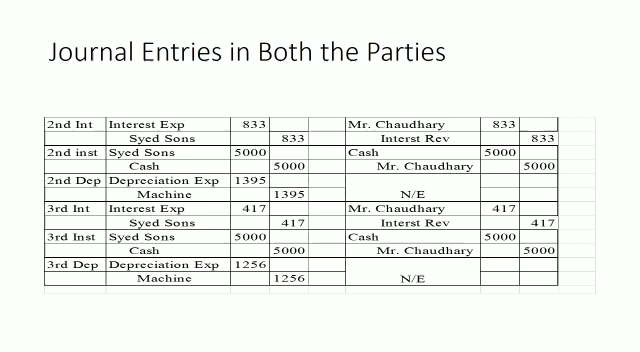 Journal Entries in Both the Parties
2nd Int Interest Exp 833 Mr. Chaudhary 833
Syed Sons 833 Interst Rev 833
2nd inst Syed Sons 5000 Cash 5000
Cash 5000 Mr. Chaudhary 5000
2nd Dep Depreciation Exp 1395
Machine 1395 N/E
3rd Int Interest Exp 417 Mr. Chaudhary 417
Syed Sons 417 Interst Rev 417
3rd Inst Syed Sons 5000 Cash 5000
Cash 5000 Mr. Chaudhary 5000
3rd Dep Depreciation Exp 1256
Machine 1256 N/E